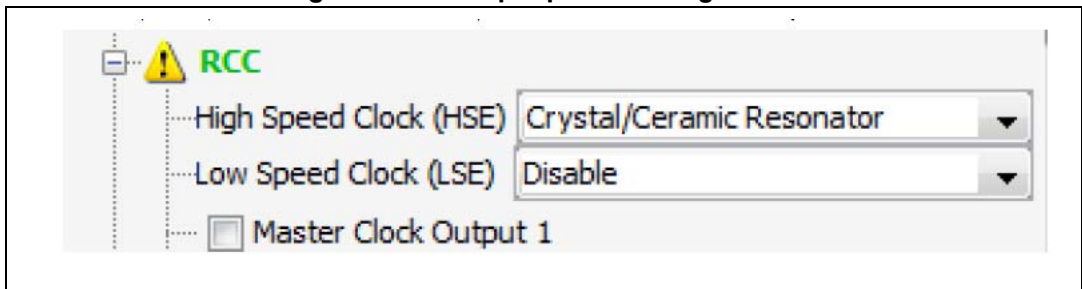 RCC
High Speed Clock (HSE) Crystal/Ceramic Resonator
Low Speed Clock (LSE) Disable
Master Clock Output 1